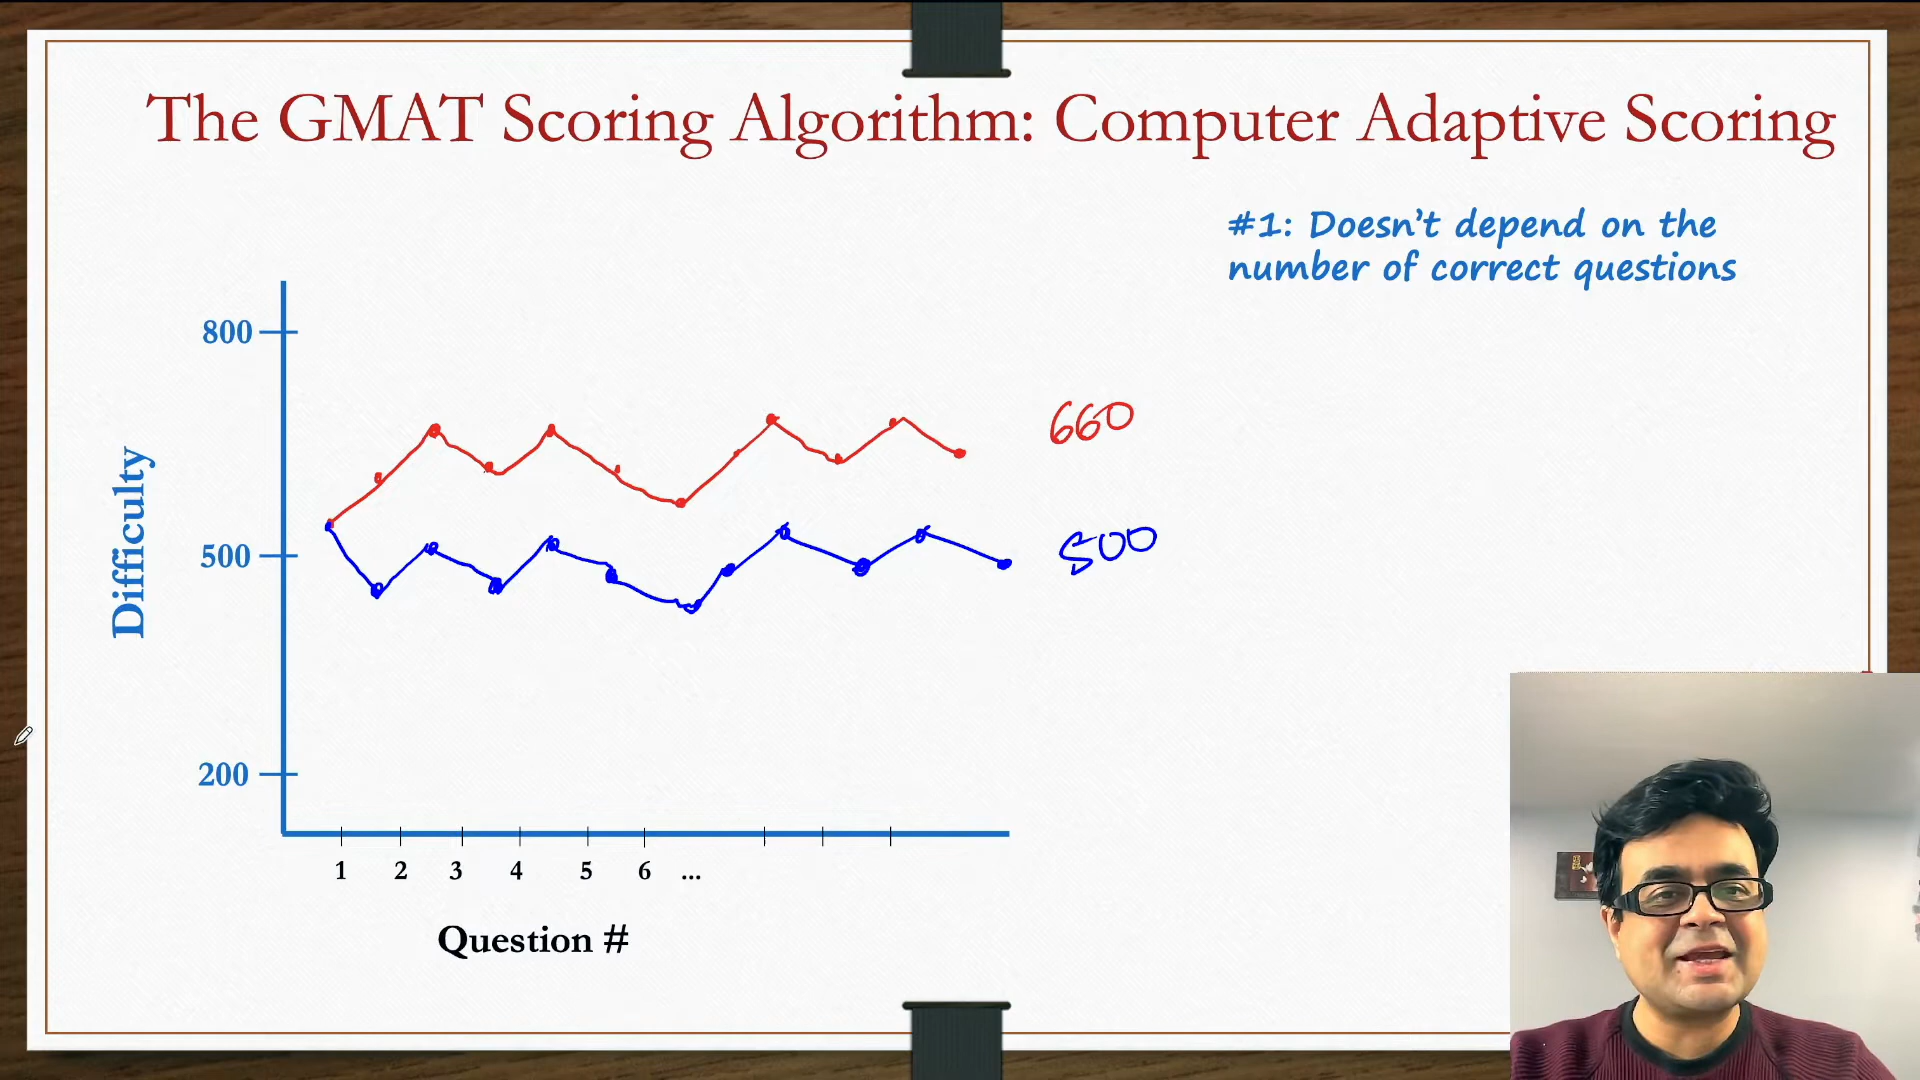 The GMAT Scoring Algorithm: Computer Adaptive Scoring
#1: Doesn’t depend on the
number of correct questions
800
660
Difficulty
500
500
200
1 2 3 4 5 6 ...
Question #